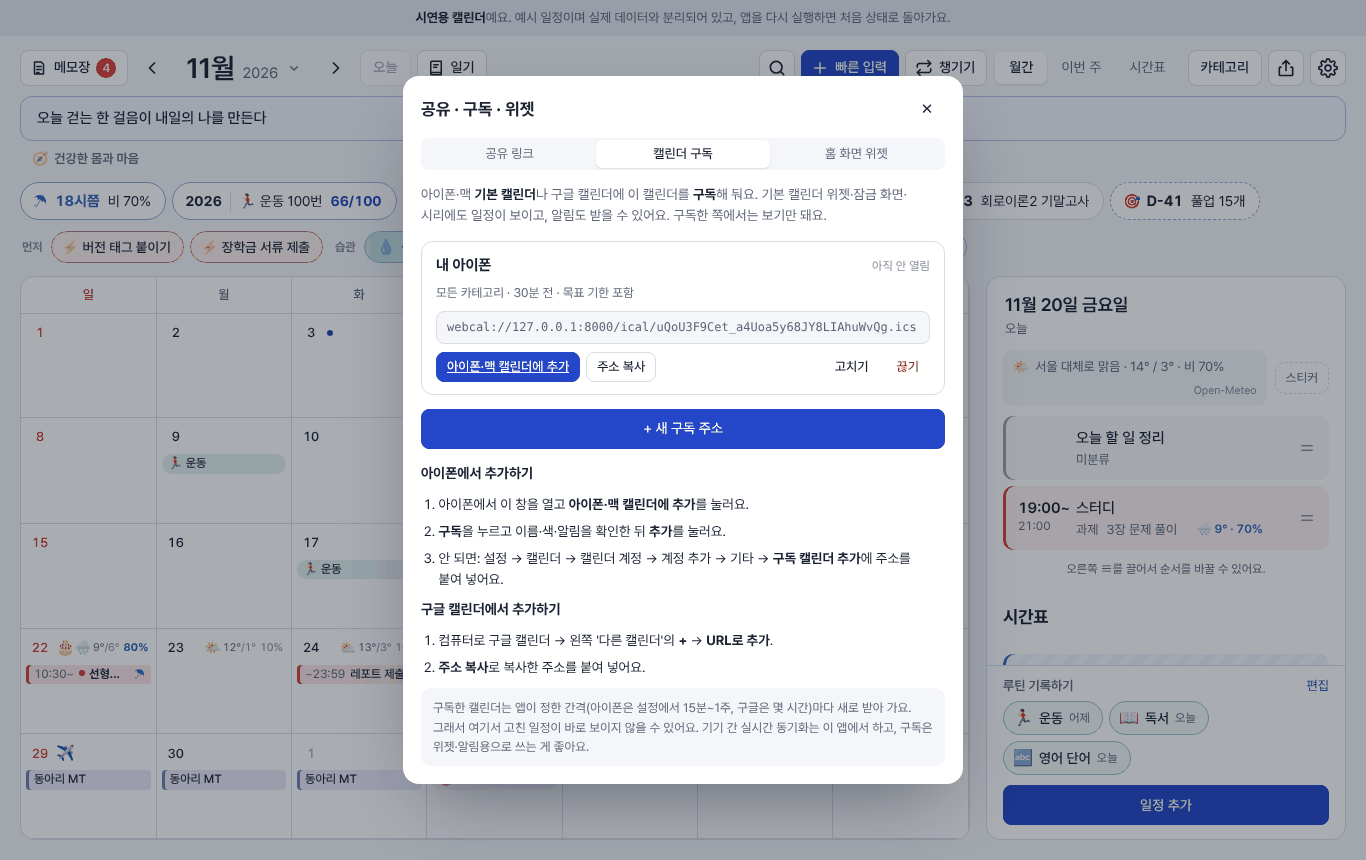 시연용 캘린더예요. 예시 일정이며 실제 데이터와 분리되어 있고, 앱을 다시 실행하면 처음 상태로 돌아가요.
메모장 4
11월 2026
오늘
일기
빠른 입력
챙기기
월간
이번 주
시간표
카테고리
오늘 걷는 한 걸음이 내일의 나를 만든다
건강한 몸과 마음
18시쯤 비 70%
2026 운동 100번 66/100
3 회로이론2 기말고사
D-41 풀업 15개
먼저
버전 태그 붙이기
장학금 서류 제출
습관
일
월
화
1
2
3
8
9
10
운동
15
16
17
운동
22 9°/6° 80%
23 12°/1° 10%
24 13°/3°
10:30~ 선형...
~23:59 레포트 제출
29
30
1
동아리 MT
동아리 MT
동아리 MT
공유 · 구독 · 위젯
×
공유 링크
캘린더 구독
홈 화면 위젯
아이폰·맥 기본 캘린더나 구글 캘린더에 이 캘린더를 구독해 둬요. 기본 캘린더 위젯·잠금 화면·
시리에도 일정이 보이고, 알림도 받을 수 있어요. 구독한 쪽에서는 보기만 돼요.
내 아이폰
아직 안 열림
모든 카테고리 · 30분 전 · 목표 기한 포함
webcal://127.0.0.1:8000/ical/uQoU3F9Cet_a4Uoa5y68JY8LIAhuWvQg.ics
아이폰·맥 캘린더에 추가
주소 복사
고치기
끊기
+ 새 구독 주소
아이폰에서 추가하기
1. 아이폰에서 이 창을 열고 아이폰·맥 캘린더에 추가를 눌러요.
2. 구독을 누르고 이름·색·알림을 확인한 뒤 추가를 눌러요.
3. 안 되면: 설정 → 캘린더 → 캘린더 계정 → 계정 추가 → 기타 → 구독 캘린더 추가에 주소를
붙여 넣어요.
구글 캘린더에서 추가하기
1. 컴퓨터로 구글 캘린더 → 왼쪽 '다른 캘린더'의 + → URL로 추가.
2. 주소 복사로 복사한 주소를 붙여 넣어요.
구독한 캘린더는 앱이 정한 간격(아이폰은 설정에서 15분~1주, 구글은 몇 시간)마다 새로 받아 가요.
그래서 여기서 고친 일정이 바로 보이지 않을 수 있어요. 기기 간 실시간 동기화는 이 앱에서 하고, 구독은
위젯·알림용으로 쓰는 게 좋아요.
11월 20일 금요일
오늘
서울 대체로 맑음 · 14° / 3° · 비 70%
Open-Meteo
스티커
오늘 할 일 정리
미분류
19:00~ 스터디
21:00 과제 3장 문제 풀이 9° · 70%
오른쪽 ≡를 끌어서 순서를 바꿀 수 있어요.
시간표
루틴 기록하기
편집
운동 어제
독서 오늘
abc 영어 단어 오늘
일정 추가